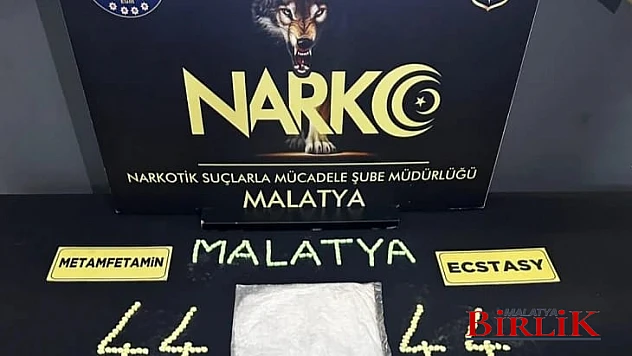 NARKO
NARKOTİK SUÇLARLA MÜCADELE ŞUBE MÜDÜRLÜĞÜ
MALATYA
MALATYA
METAMFETAMİN
ECSTASY
44
44
MALATYA
BİRLİK